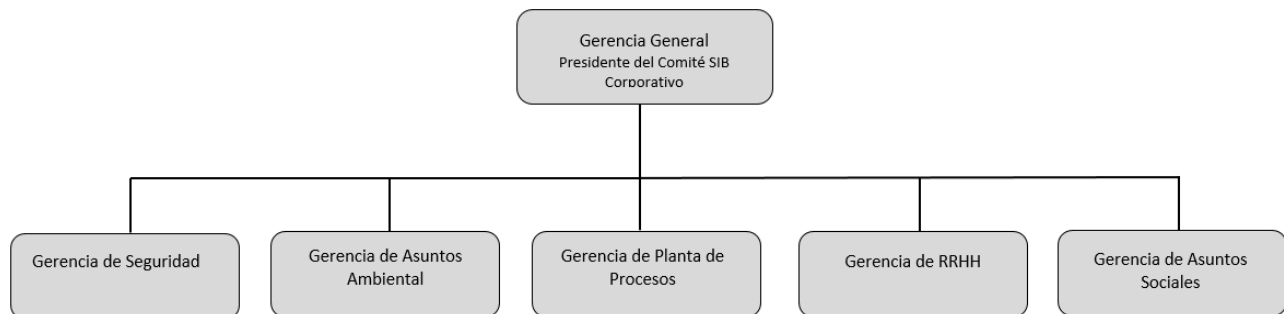 Gerencia General
Presidente del Comité SIB
Corporativo
Gerencia de Seguridad
Gerencia de Asuntos
Ambiental
Gerencia de Planta de
Procesos
Gerencia de RRHH
Gerencia de Asuntos
Sociales